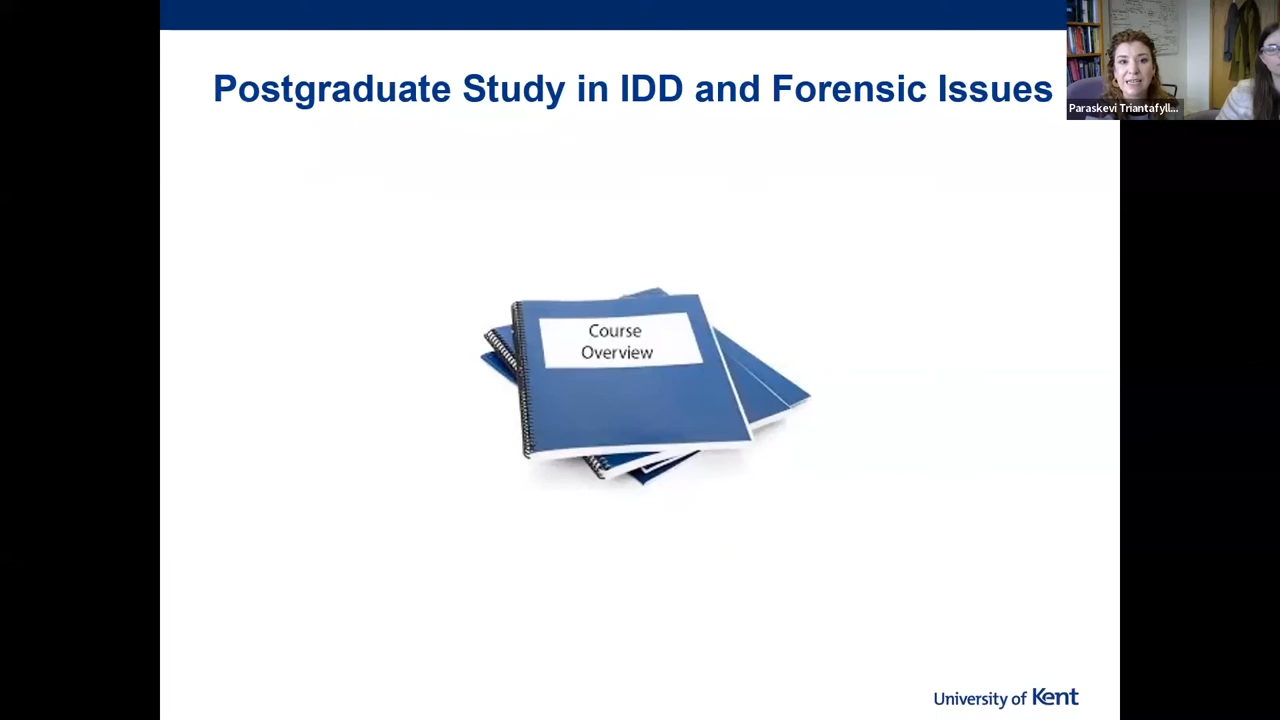 Postgraduate Study in IDD and Forensic Issues
Paraskevi Triantafyll...
Course
Overview
University of Kent